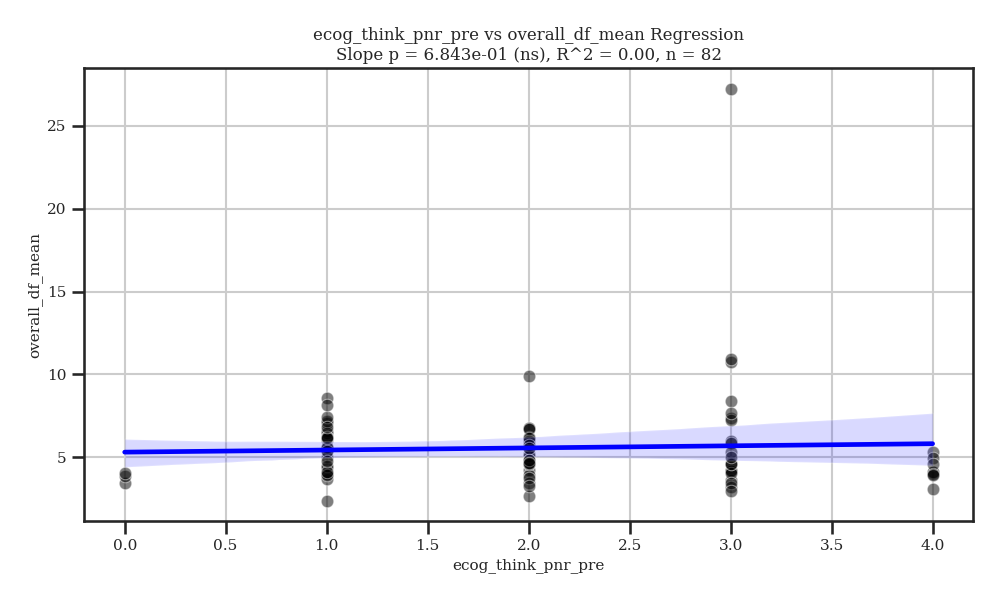 ecog_think_pnr_pre vs overall_df_mean Regression
Slope p = 6.843e-01 (ns), R^2 = 0.00, n = 82
overall_df_mean
25
20
15
10
5
0.0 0.5 1.0 1.5 2.0 2.5 3.0 3.5 4.0
ecog_think_pnr_pre